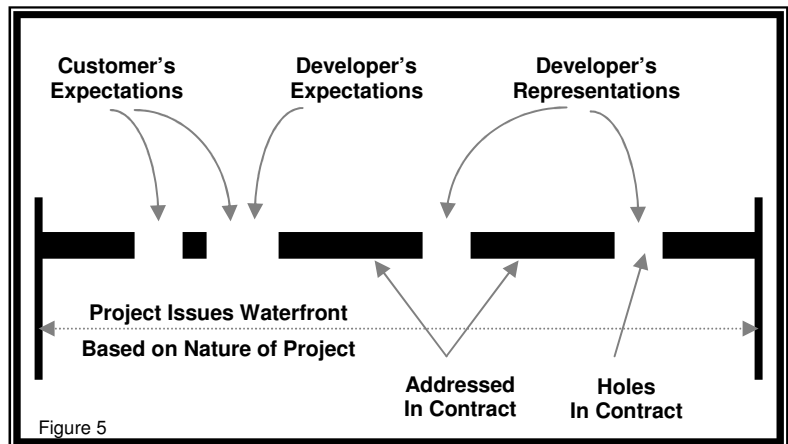 Customer's
Expectations
Developer's
Expectations
Developer's
Representations
Project Issues Waterfront
Based on Nature of Project
Addressed
In Contract
Holes
In Contract
Figure 5